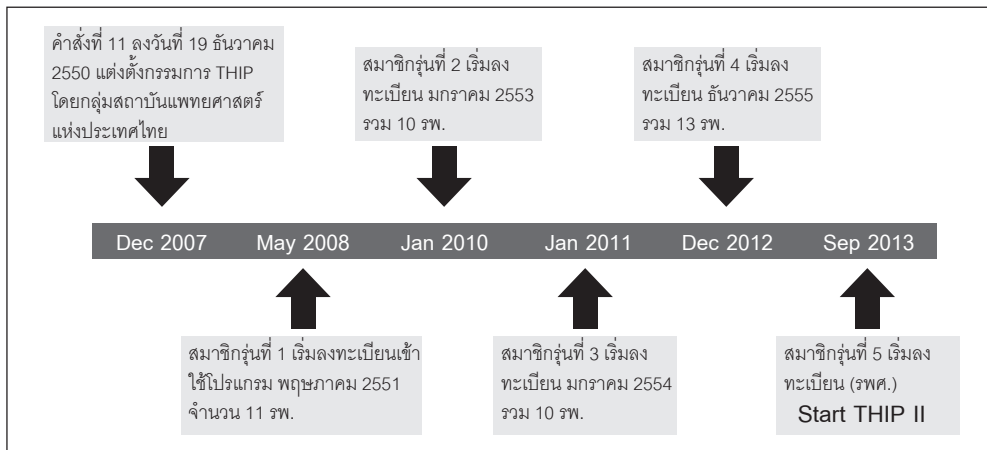 คำสั่งที่ 11 ลงวันที่ 19 ธันวาคม
2550 แต่งตั้งกรรมการ THIP
โดยกลุ่มสถาบันแพทยศาสตร์
แห่งประเทศไทย
สมาชิกรุ่นที่ 2 เริ่มลง
ทะเบียน มกราคม 2553
รวม 10 รพ.
สมาชิกรุ่นที่ 4 เริ่มลง
ทะเบียน ธันวาคม 2555
รวม 13 รพ.
Dec 2007 May 2008 Jan 2010 Jan 2011 Dec 2012 Sep 2013
สมาชิกรุ่นที่ 1 เริ่มลงทะเบียนเข้า
ใช้โปรแกรม พฤษภาคม 2551
จำนวน 11 รพ.
สมาชิกรุ่นที่ 3 เริ่มลง
ทะเบียน มกราคม 2554
รวม 10 รพ.
สมาชิกรุ่นที่ 5 เริ่มลง
ทะเบียน (รพศ.)
Start THIP II